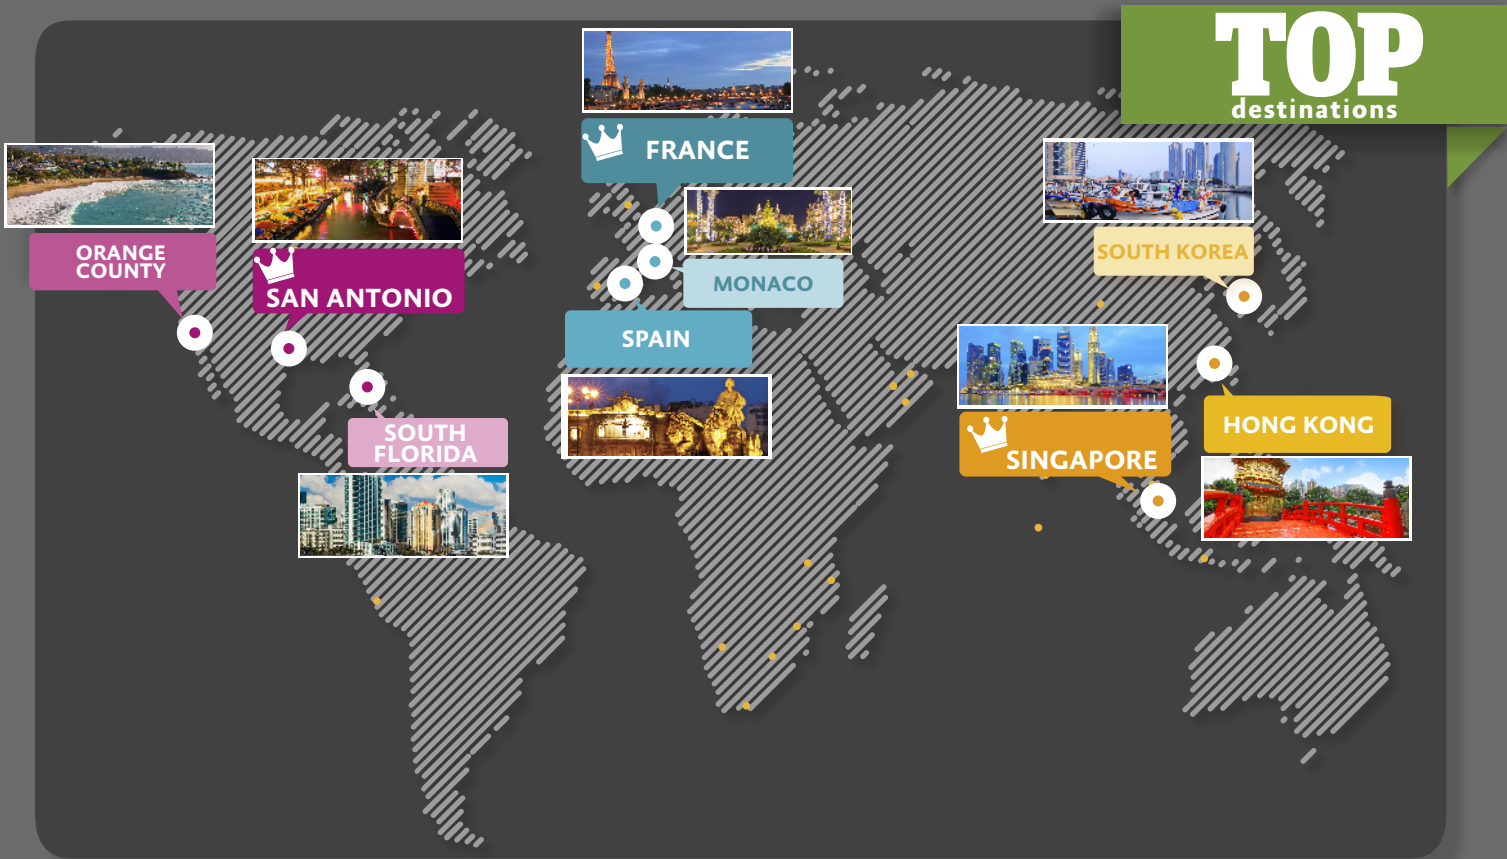 TOP
destinations
FRANCE
ORANGE
COUNTY
SAN ANTONIO
SOUTH KOREA
MONACO
SPAIN
SOUTH
FLORIDA
HONG KONG
SINGAPORE